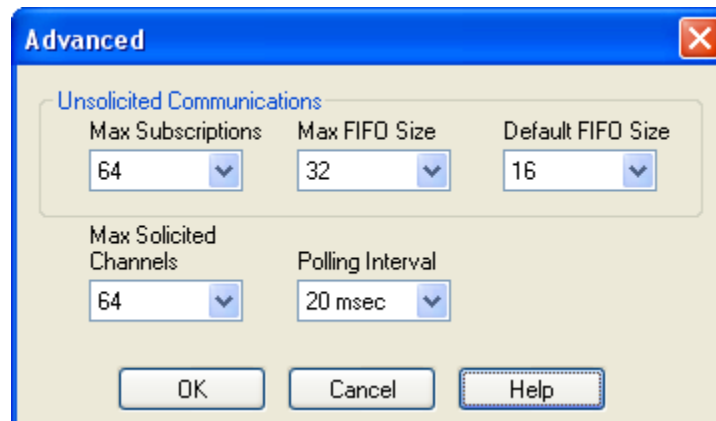 Advanced
Unsolicited Communications
Max Subscriptions Max FIFO Size Default FIFO Size
64 32 16
Max Solicited
Channels Polling Interval
64 20 msec
OK Cancel Help